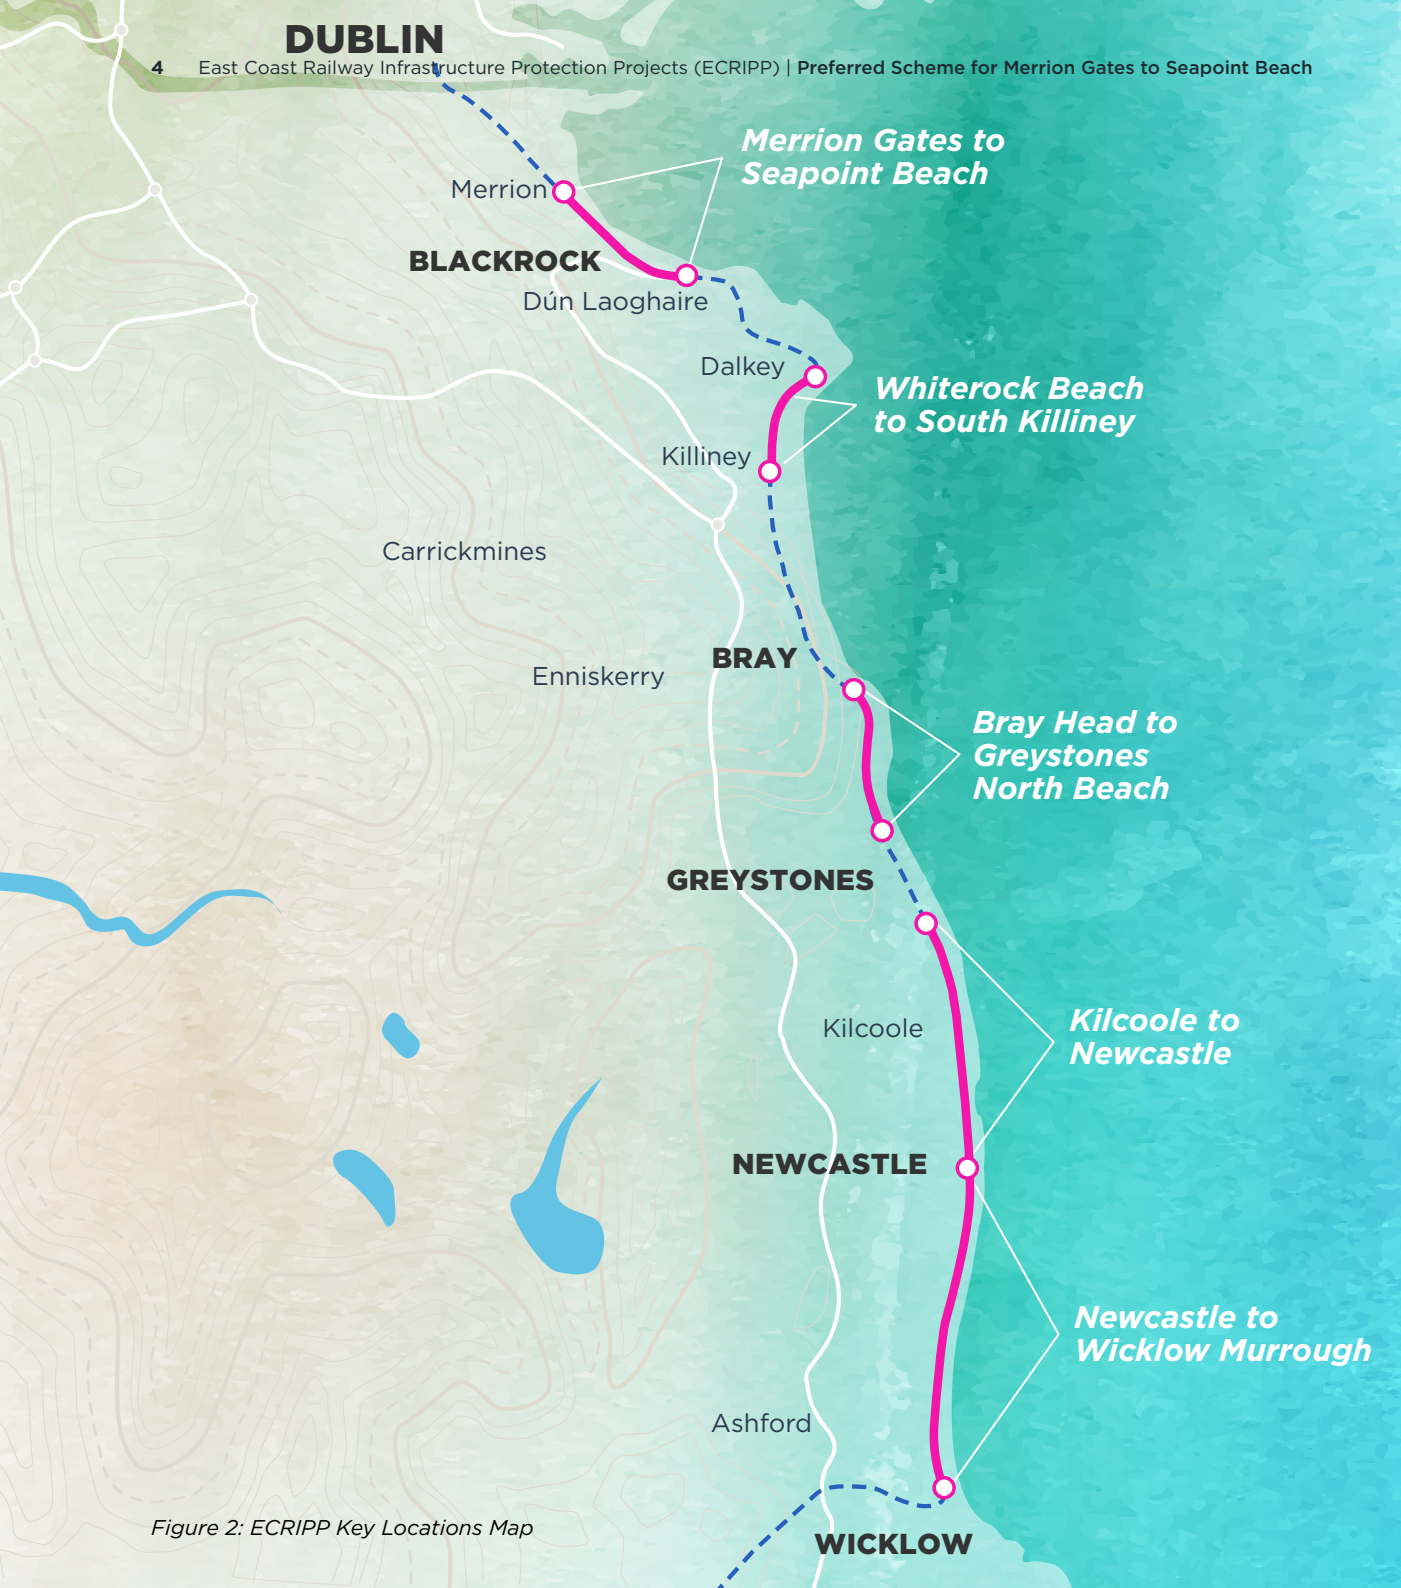 DUBLIN
4 East Coast Railway Infrastructure Protection Projects (ECRIPP) | Preferred Scheme for Merrion Gates to Seapoint Beach
Merrion Gates to
Seapoint Beach
Merrion
BLACKROCK
Dún Laoghaire
Dalkey
Whiterock Beach
to South Killiney
Killiney
Carrickmines
BRAY
Enniskerry
Bray Head to
Greystones
North Beach
GREYSTONES
Kilcoole
Kilcoole to
Newcastle
NEWCASTLE
Newcastle to
Wicklow Murrough
Ashford
Figure 2: ECRIPP Key Locations Map
WICKLOW